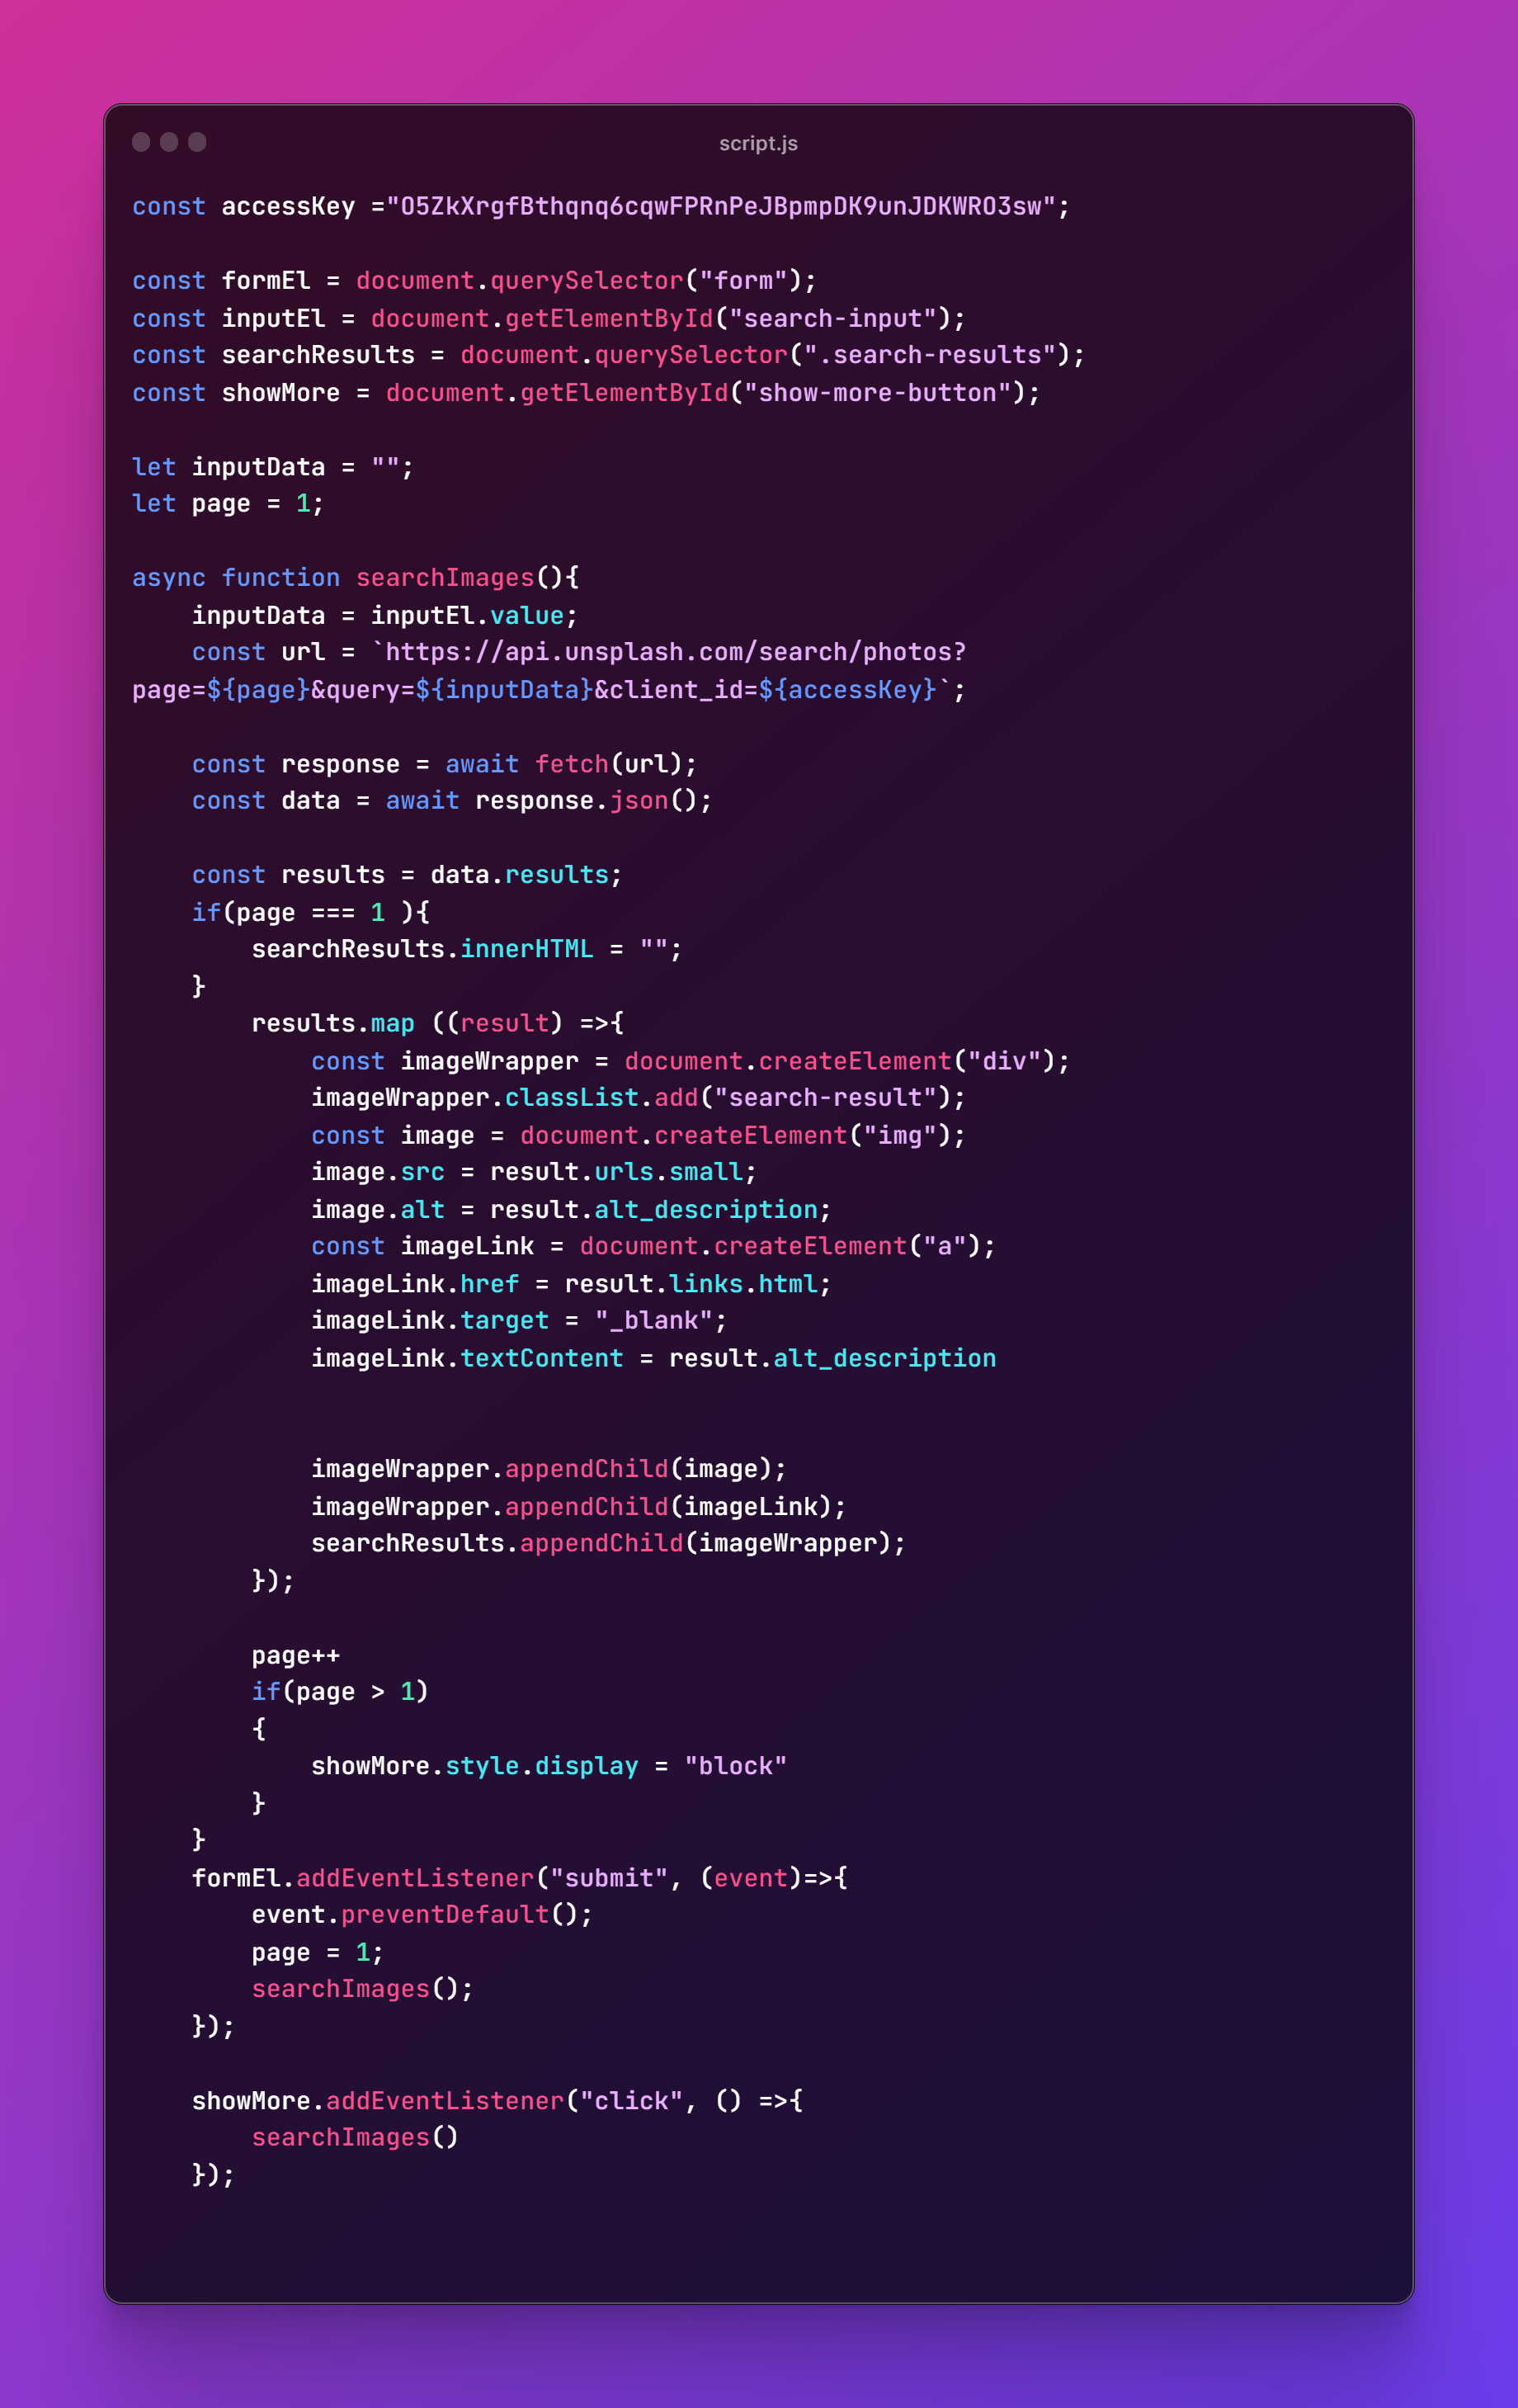 script.js
const accessKey ="O5ZkXrgfBthqnq6cqwFPRnPeJBpmpDK9unJDKWRO3sw";
const formEl = document.querySelector("form");
const inputEl = document.getElementById("search-input");
const searchResults = document.querySelector(".search-results");
const showMore = document.getElementById("show-more-button");
let inputData = "";
let page = 1;
async function searchImages(){
    inputData = inputEl.value;
    const url = `https://api.unsplash.com/search/photos?
page=${page}&query=${inputData}&client_id=${accessKey}`;
    const response = await fetch(url);
    const data = await response.json();
    const results = data.results;
    if(page === 1 ){
        searchResults.innerHTML = "";
    }
        results.map ((result) =>{
            const imageWrapper = document.createElement("div");
            imageWrapper.classList.add("search-result");
            const image = document.createElement("img");
            image.src = result.urls.small;
            image.alt = result.alt_description;
            const imageLink = document.createElement("a");
            imageLink.href = result.links.html;
            imageLink.target = "_blank";
            imageLink.textContent = result.alt_description
            imageWrapper.appendChild(image);
            imageWrapper.appendChild(imageLink);
            searchResults.appendChild(imageWrapper);
        });
        page++
        if(page > 1)
        {
            showMore.style.display = "block"
        }
    }
    formEl.addEventListener("submit", (event)=>{
        event.preventDefault();
        page = 1;
        searchImages();
    });
    showMore.addEventListener("click", () =>{
        searchImages()
    });